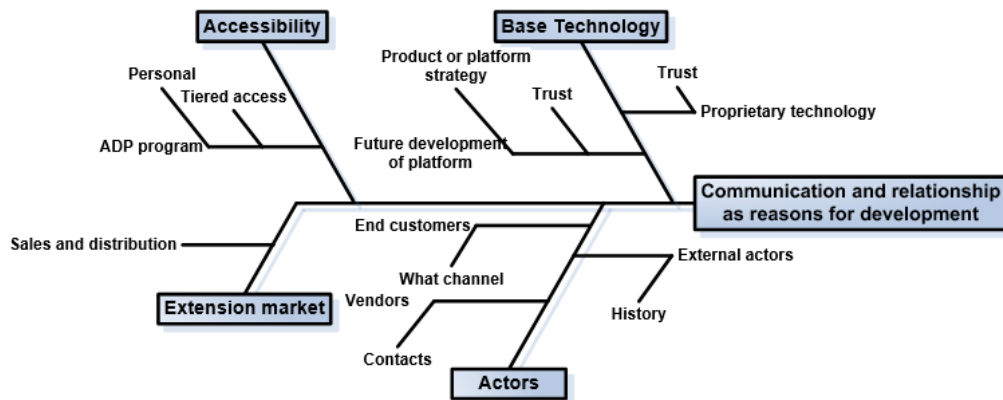 Accessibility
Base Technology
Personal
Tiered access
ADP program
Product or platform
strategy
Trust
Future development
of platform
Trust
Proprietary technology
Communication and relationship
as reasons for development
Sales and distribution
Extension market
End customers
What channel
Vendors
Contacts
External actors
History
Actors